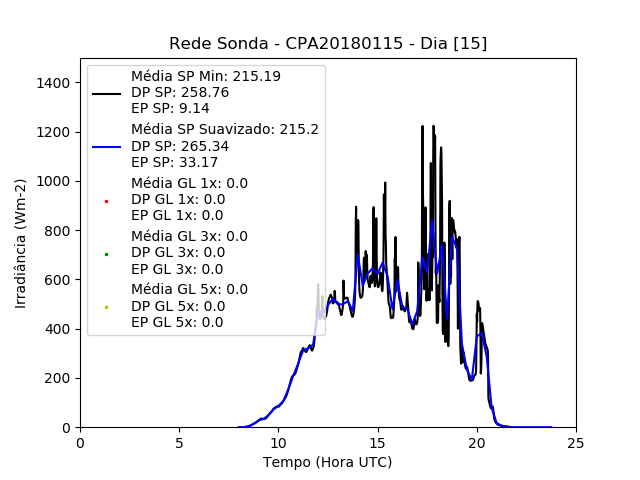 Rede Sonda - CPA20180115 - Dia [15]
Média SP Min: 215.19
DP SP: 258.76
EP SP: 9.14
Média SP Suavizado: 215.2
DP SP: 265.34
EP SP: 33.17
Média GL 1x: 0.0
DP GL 1x: 0.0
EP GL 1x: 0.0
Média GL 3x: 0.0
DP GL 3x: 0.0
EP GL 3x: 0.0
Média GL 5x: 0.0
DP GL 5x: 0.0
EP GL 5x: 0.0
Irradiância (Wm-2)
1400
1200
1000
800
600
400
200
0
0 5 10 15 20 25
Tempo (Hora UTC)